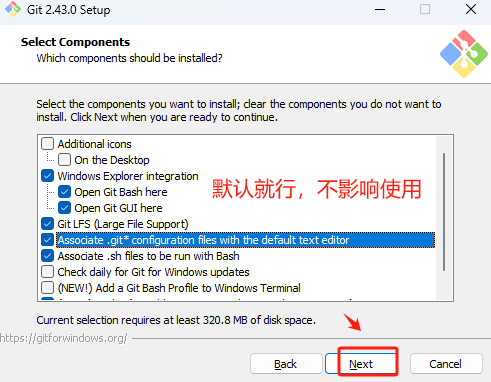 Git 2.43.0 Setup
Select Components
Which components should be installed?
Select the components you want to install; clear the components you do not want to
install. Click Next when you are ready to continue.
Additional icons
On the Desktop
Windows Explorer integration
Open Git Bash here
Open Git GUI here
默认就行，不影响使用
Git LFS (Large File Support)
Associate .git* configuration files with the default text editor
Associate .sh files to be run with Bash
Check daily for Git for Windows updates
(NEW!) Add a Git Bash Profile to Windows Terminal
Current selection requires at least 320.8 MB of disk space.
https://gitforwindows.org/
Back
Next
Cancel